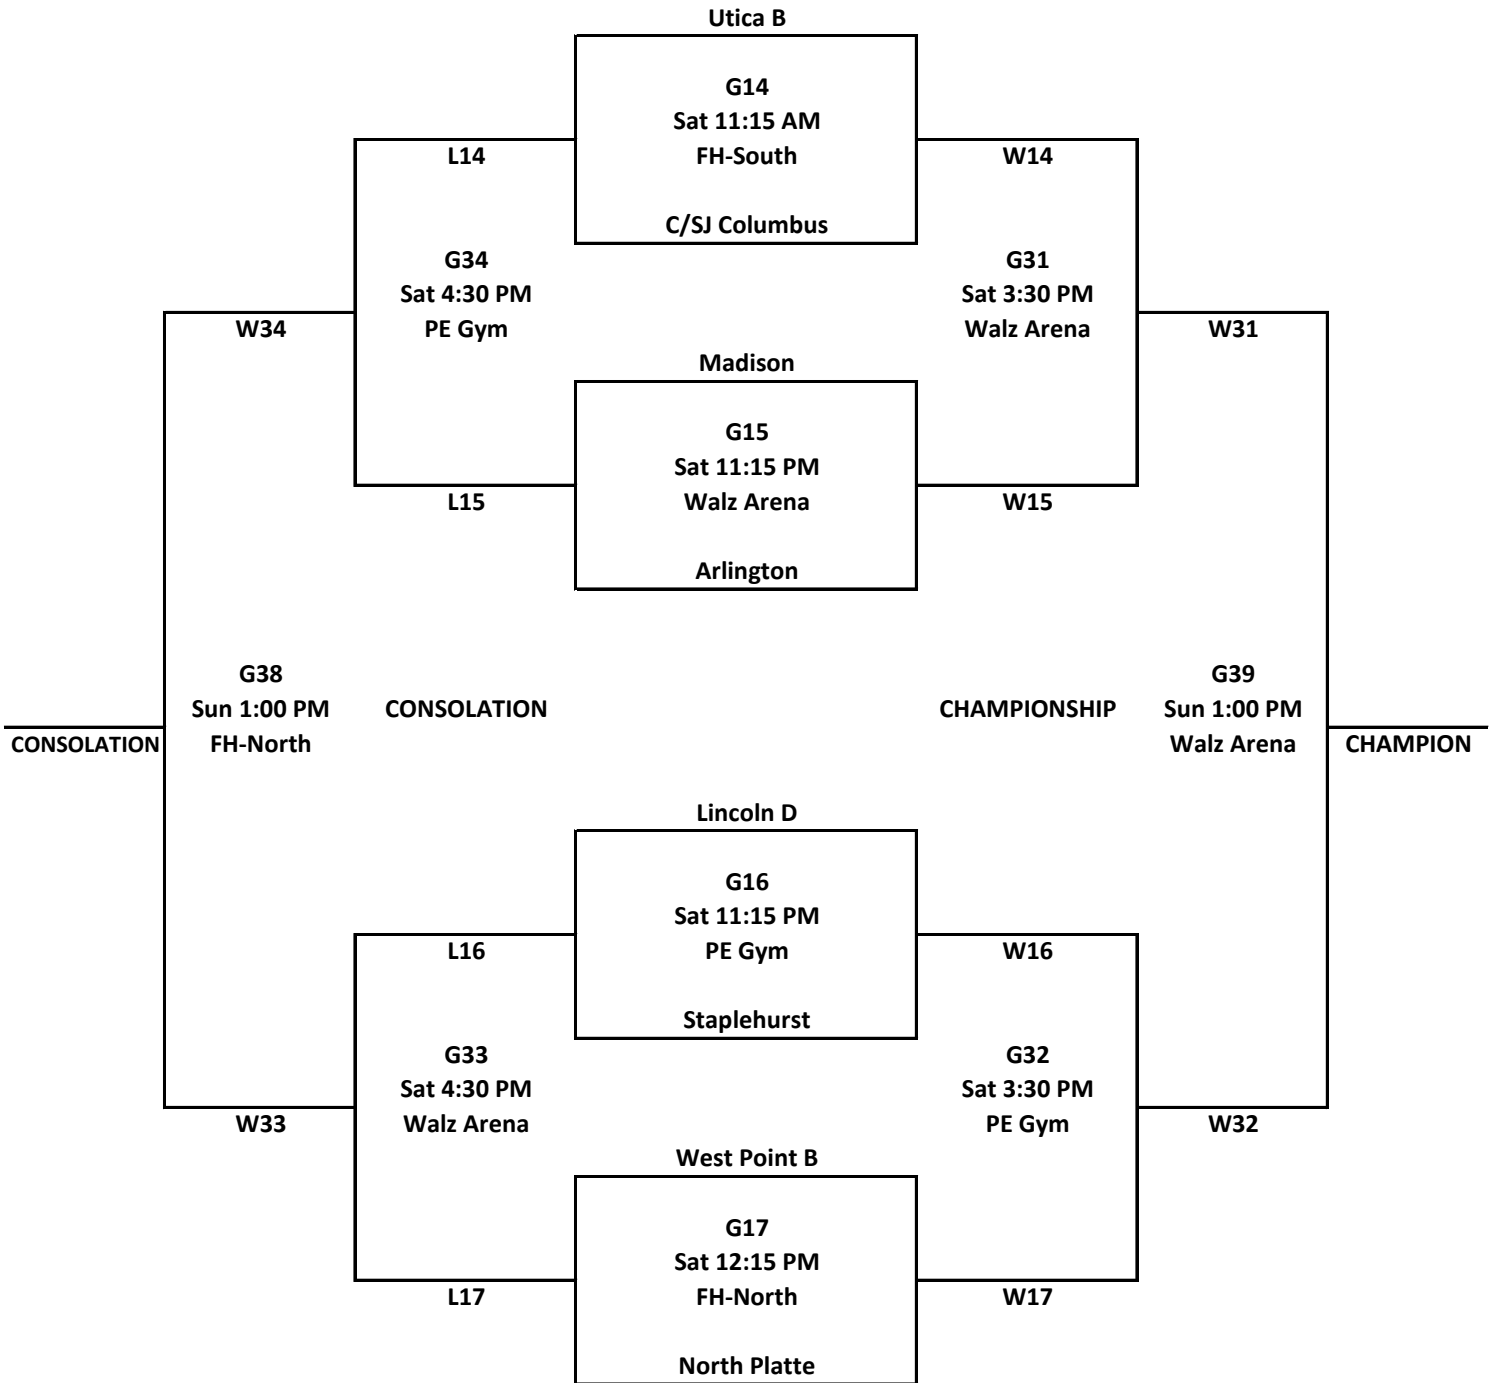 Utica B
G14
Sat 11:15 AM
L14 FH-South W14
C/SJ Columbus
G34 G31
Sat 4:30 PM Sat 3:30 PM
W34 PE Gym Walz Arena W31
Madison
G15
Sat 11:15 PM
L15 Walz Arena W15
Arlington
G38 G39
Sun 1:00 PM CONSOLATION CHAMPIONSHIP Sun 1:00 PM
CONSOLATION FH-North Walz Arena CHAMPION
Lincoln D
G16
Sat 11:15 PM
L16 PE Gym W16
Staplehurst
G33 G32
Sat 4:30 PM Sat 3:30 PM
W33 Walz Arena PE Gym W32
West Point B
G17
Sat 12:15 PM
L17 FH-North W17
North Platte